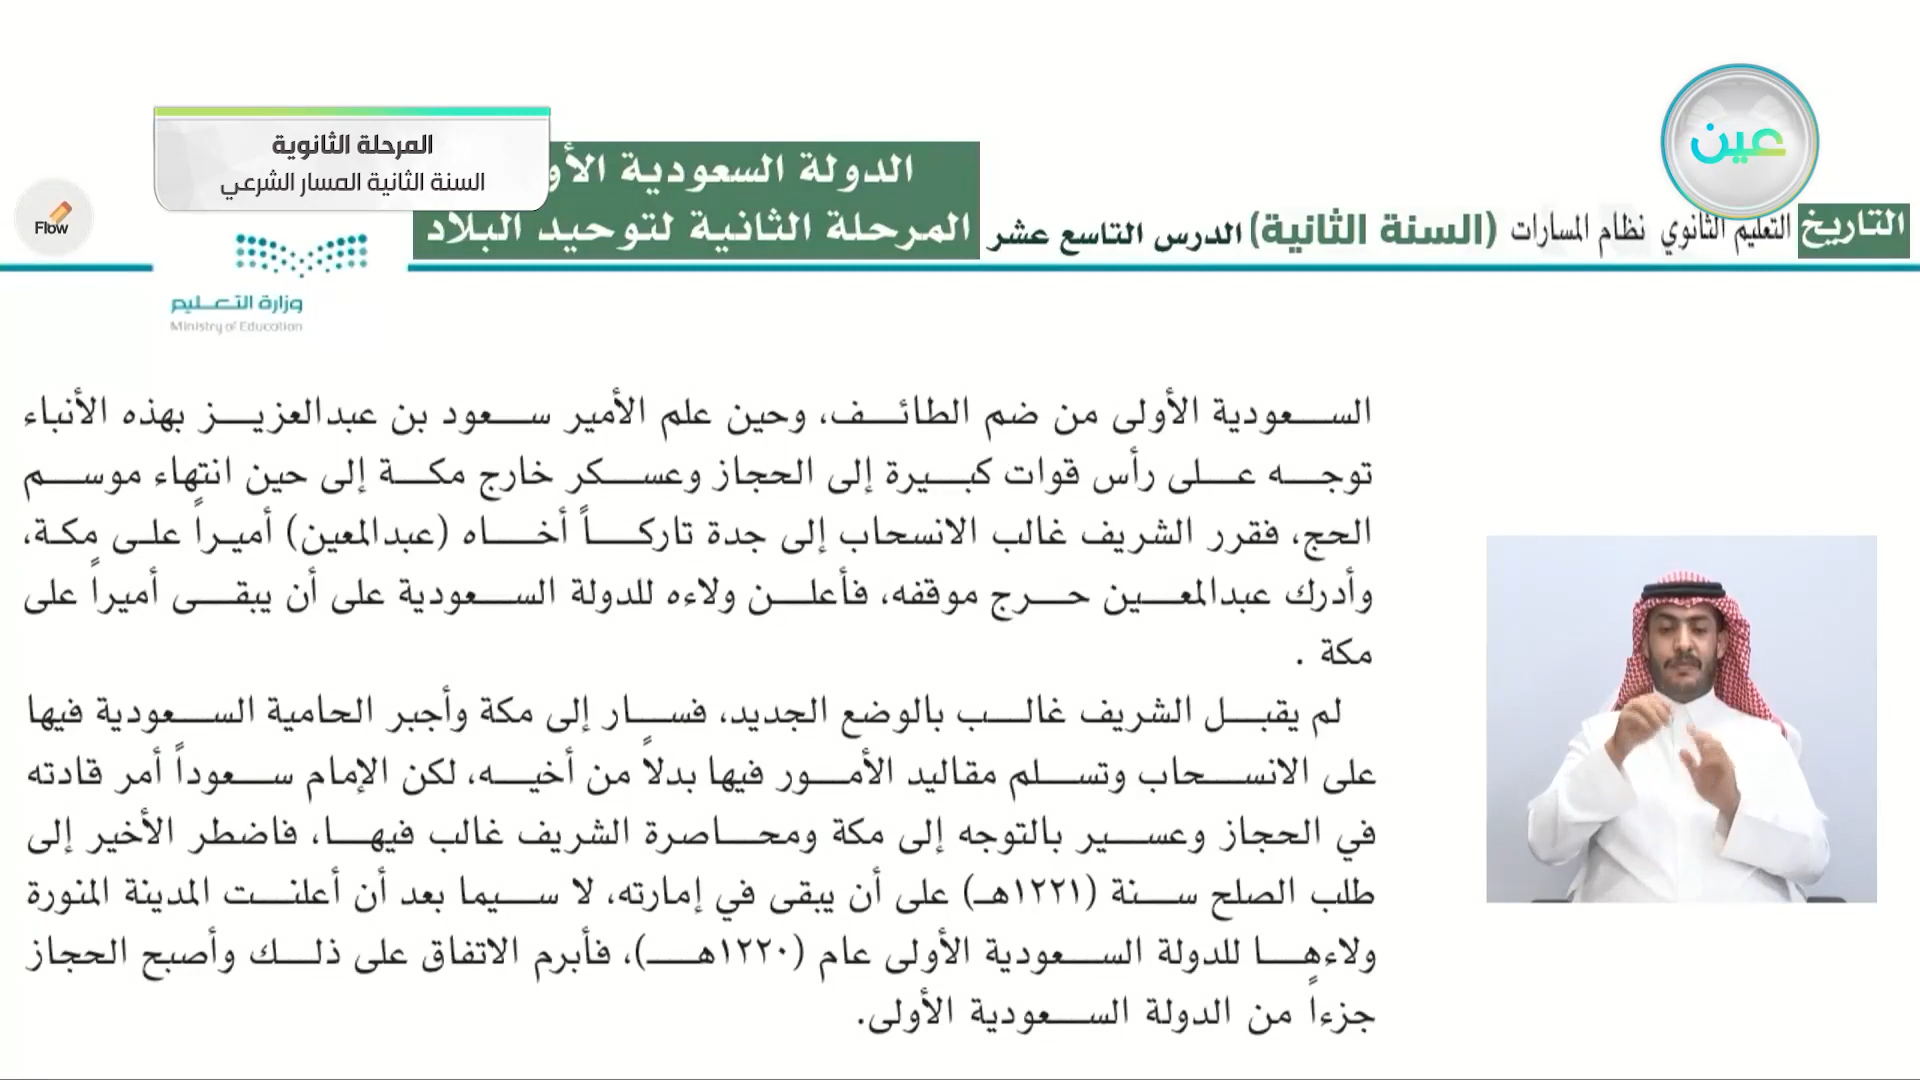 عين
المرحلة الثانوية
السنة الثانية المسار الشرعي
Flow
الدولة السعودية
المرحلة الثانية لتوحيد البلاد
التاريخ التعليم الثانوي نظام المسارات (السنة الثانية) الدرس التاسع عشر
وزارة التعليم
Ministry of Education
السعودية الأولى من ضم الطائف، وحين علم الأمير سعود بن عبدالعزيز بهذه الأنباء
توجه على رأس قوات كبيرة إلى الحجاز وعسكر خارج مكة إلى حين انتهاء موسم
الحج، فقرر الشريف غالب الانسحاب إلى جدة تاركاً أخاه (عبدالمعين) أميراً على مكة،
وأدرك عبدالمعين حرج موقفه، فأعلن ولاءه للدولة السعودية على أن يبقى أميراً على
مكة .
لم يقبل الشريف غالب بالوضع الجديد، فسار إلى مكة وأجبر الحامية السعودية فيها
على الانسحاب وتسلم مقاليد الأمور فيها بدلاً من أخيه، لكن الإمام سعوداً أمر قادته
في الحجاز وعسير بالتوجه إلى مكة ومحاصرة الشريف غالب فيها، فاضطر الأخير إلى
طلب الصلح سنة (١٢٢١هـ) على أن يبقى في إمارته، لا سيما بعد أن أعلنت المدينة المنورة
ولاءها للدولة السعودية الأولى عام (١٢٢٠هـ)، فأبرم الاتفاق على ذلك وأصبح الحجاز
جزءاً من الدولة السعودية الأولى.